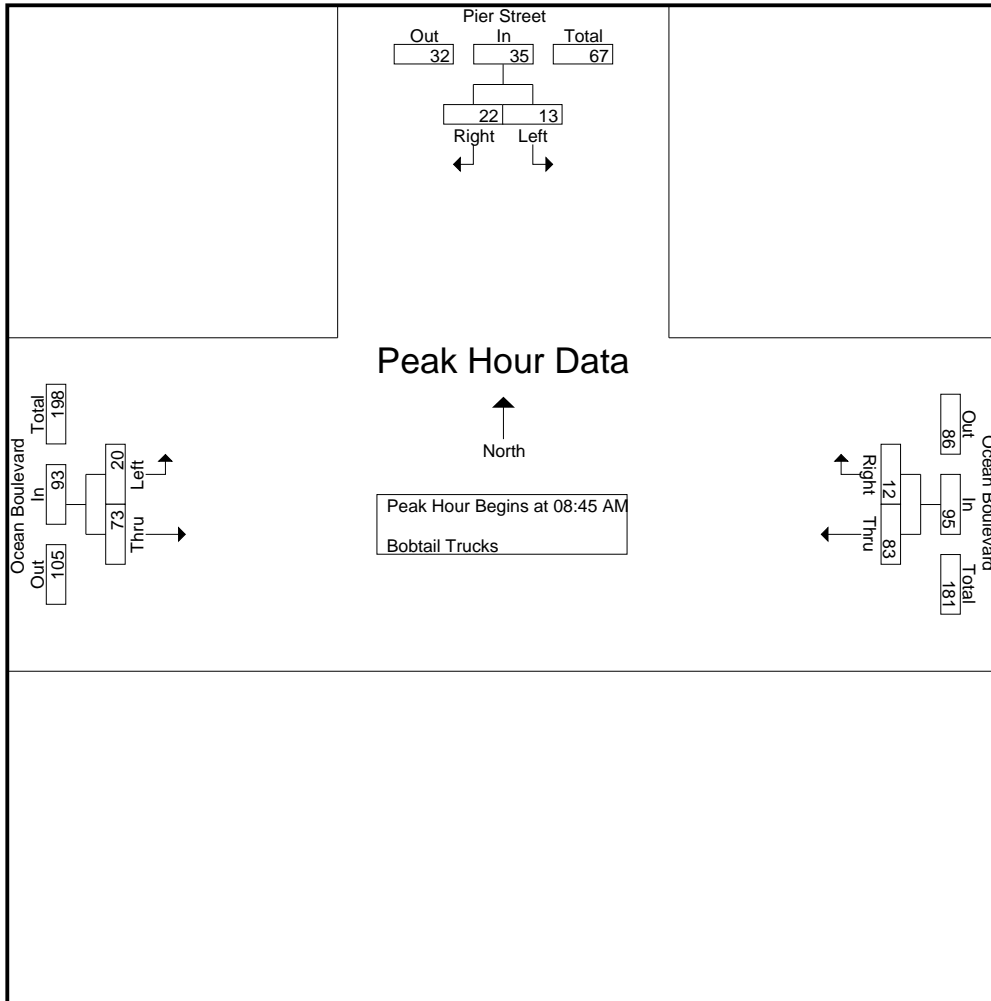 Pier Street
Out In Total
32 35 67
22 13
Right Left
Peak Hour Data
North
Peak Hour Begins at 08:45 AM
Bobtail Trucks
Ocean Boulevard
Out In Total
105 93 198
20 73
Left Thru
Ocean Boulevard
Out In Total
86 95 181
12 83
Right Thru